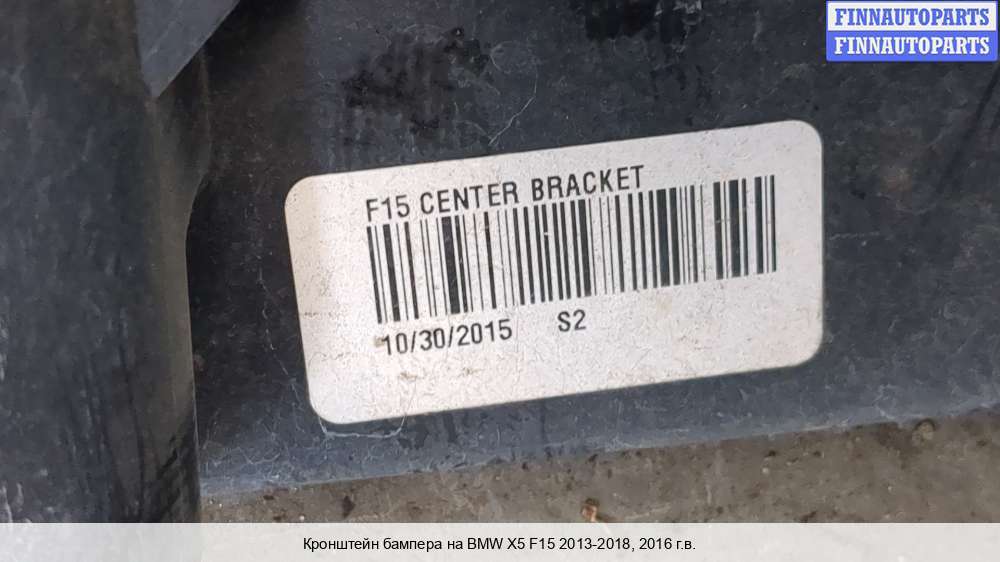 FINNAUTOPARTS
FINNAUTOPARTS
F15 CENTER BRACKET
10/30/2015 S2
Кронштейн бампера на BMW X5 F15 2013-2018, 2016 г.в.